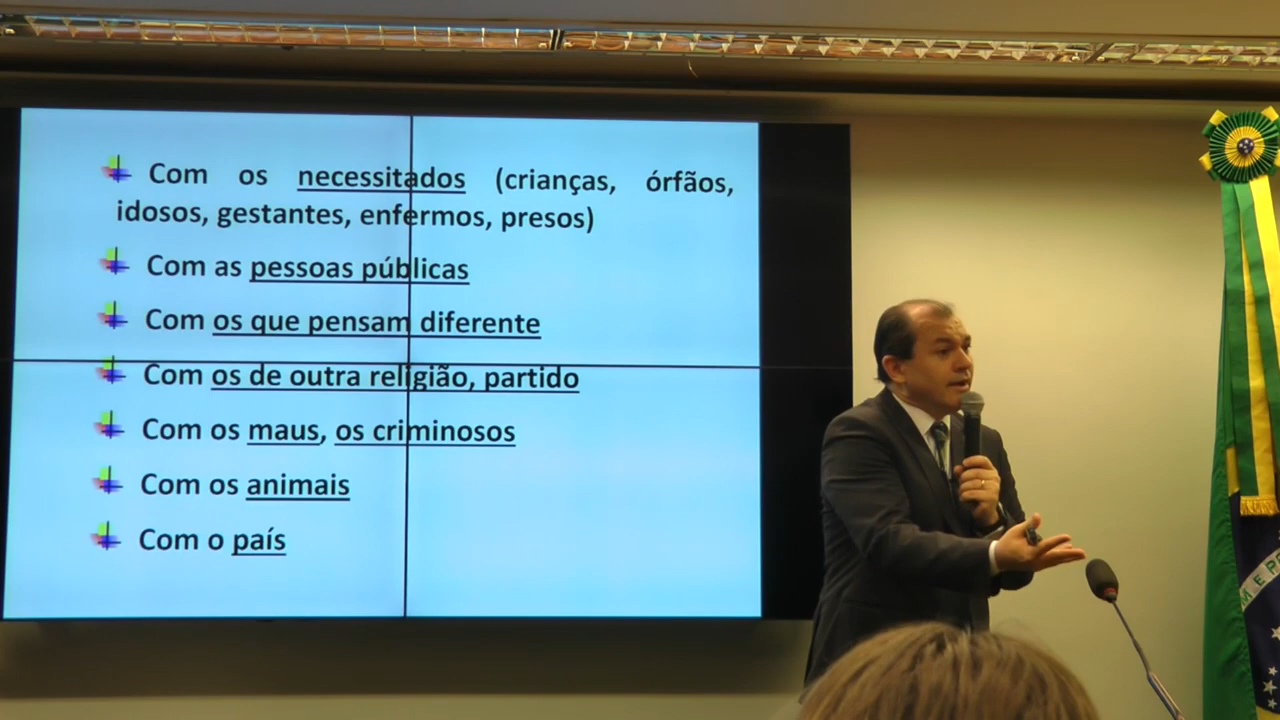 Com os necessitados (crianças, órfãos,
idosos, gestantes, enfermos, presos)
Com as pessoas públicas
Com os que pensam diferente
Com os de outra religião, partido
Com os maus, os criminosos
Com os animais
Com o país
M E P